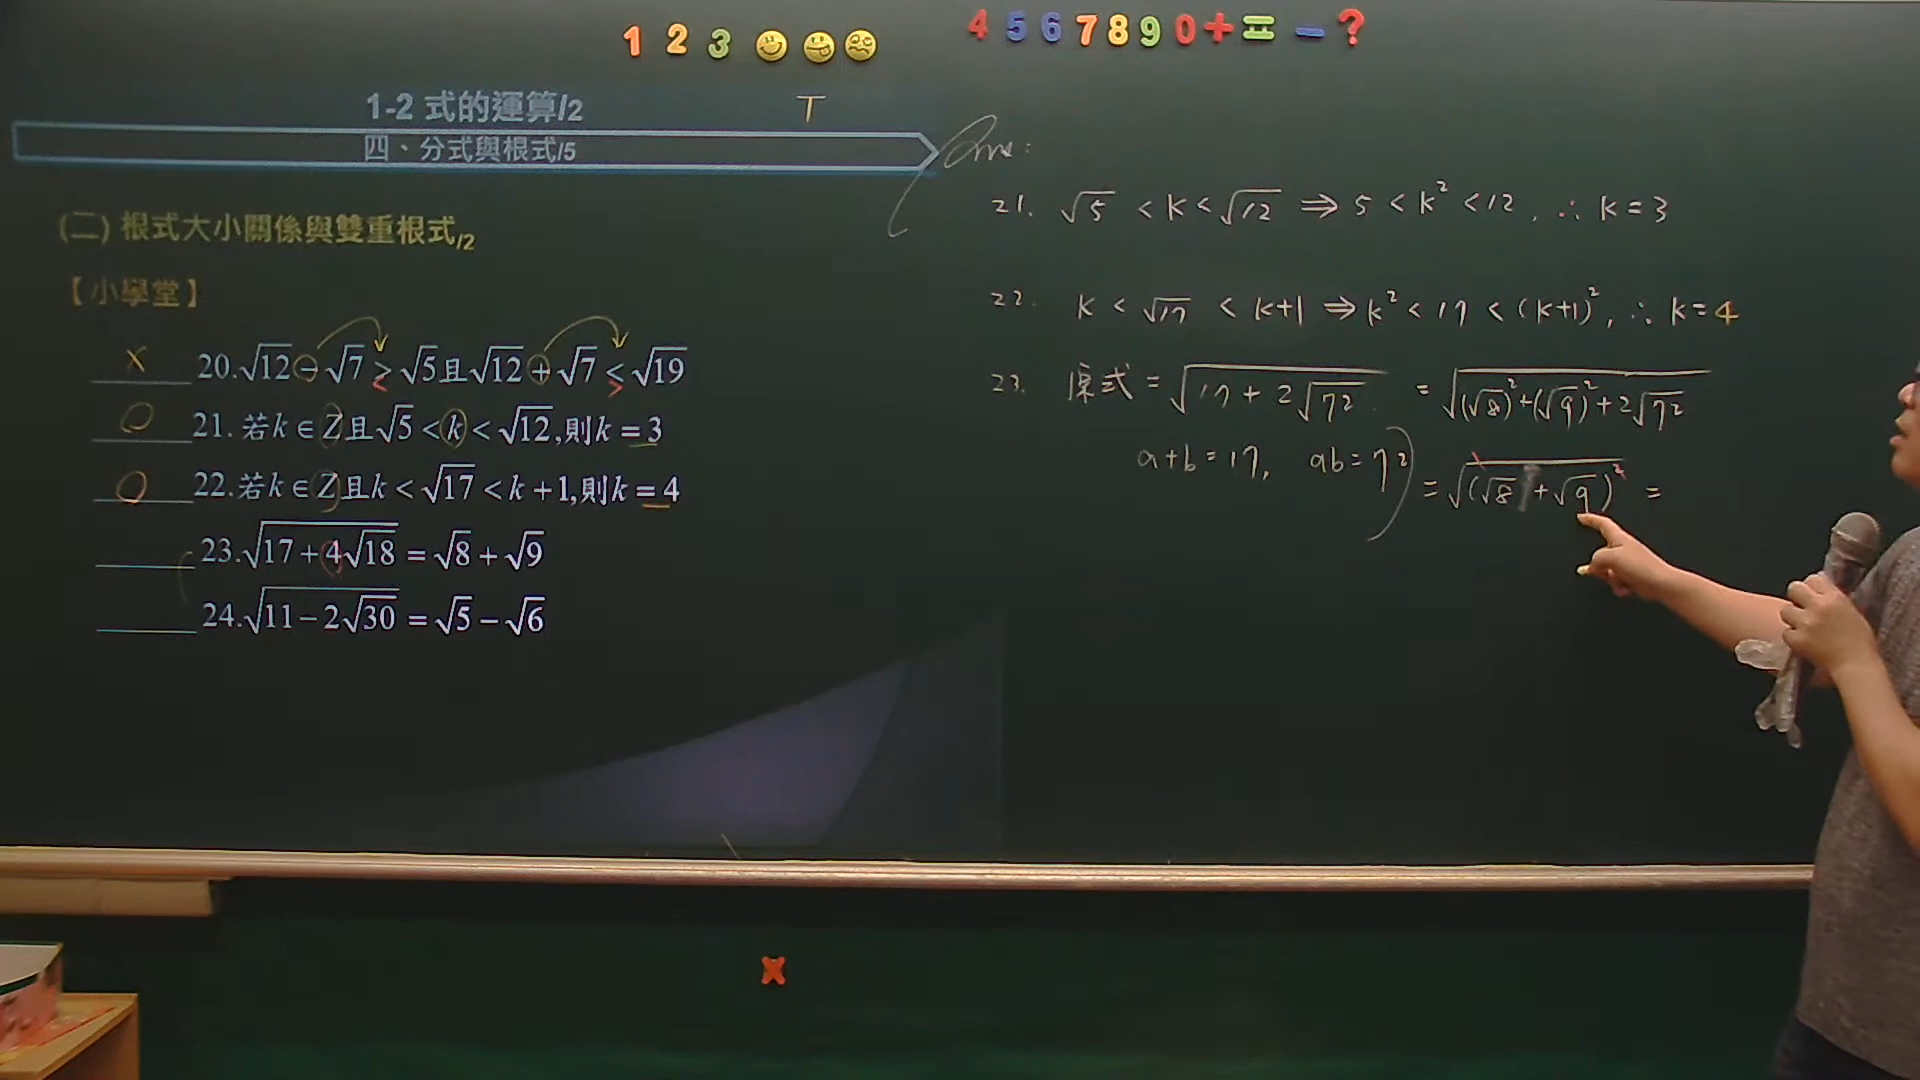 1 2 3 4 5 6 7 8 9 0 + = − ?
1-2 式的運算/2
T
四、分式與根式/5
Ans:
(二) 根式大小關係與雙重根式/2
【小學堂】
× 20.√12−√7 > < √5且√12+√7 < > √19
○ 21.若k∈Z且√5<k<√12,則k=3
○ 22.若k∈Z且k<√17<k+1,則k=4
23.√(17+4√18)=√8+√9
24.√(11−2√30)=√5−√6
21. √5 < k < √12 ⇒ 5 < k² < 12, ∴ k = 3
22. k < √17 < k+1 ⇒ k² < 17 < (k+1)², ∴ k = 4
23. 原式 = √(17 + 2√72) = √((√8)²+(√9)²+2√72)
a+b = 17, ab = 72 = √((√8 + √9)²) =
×